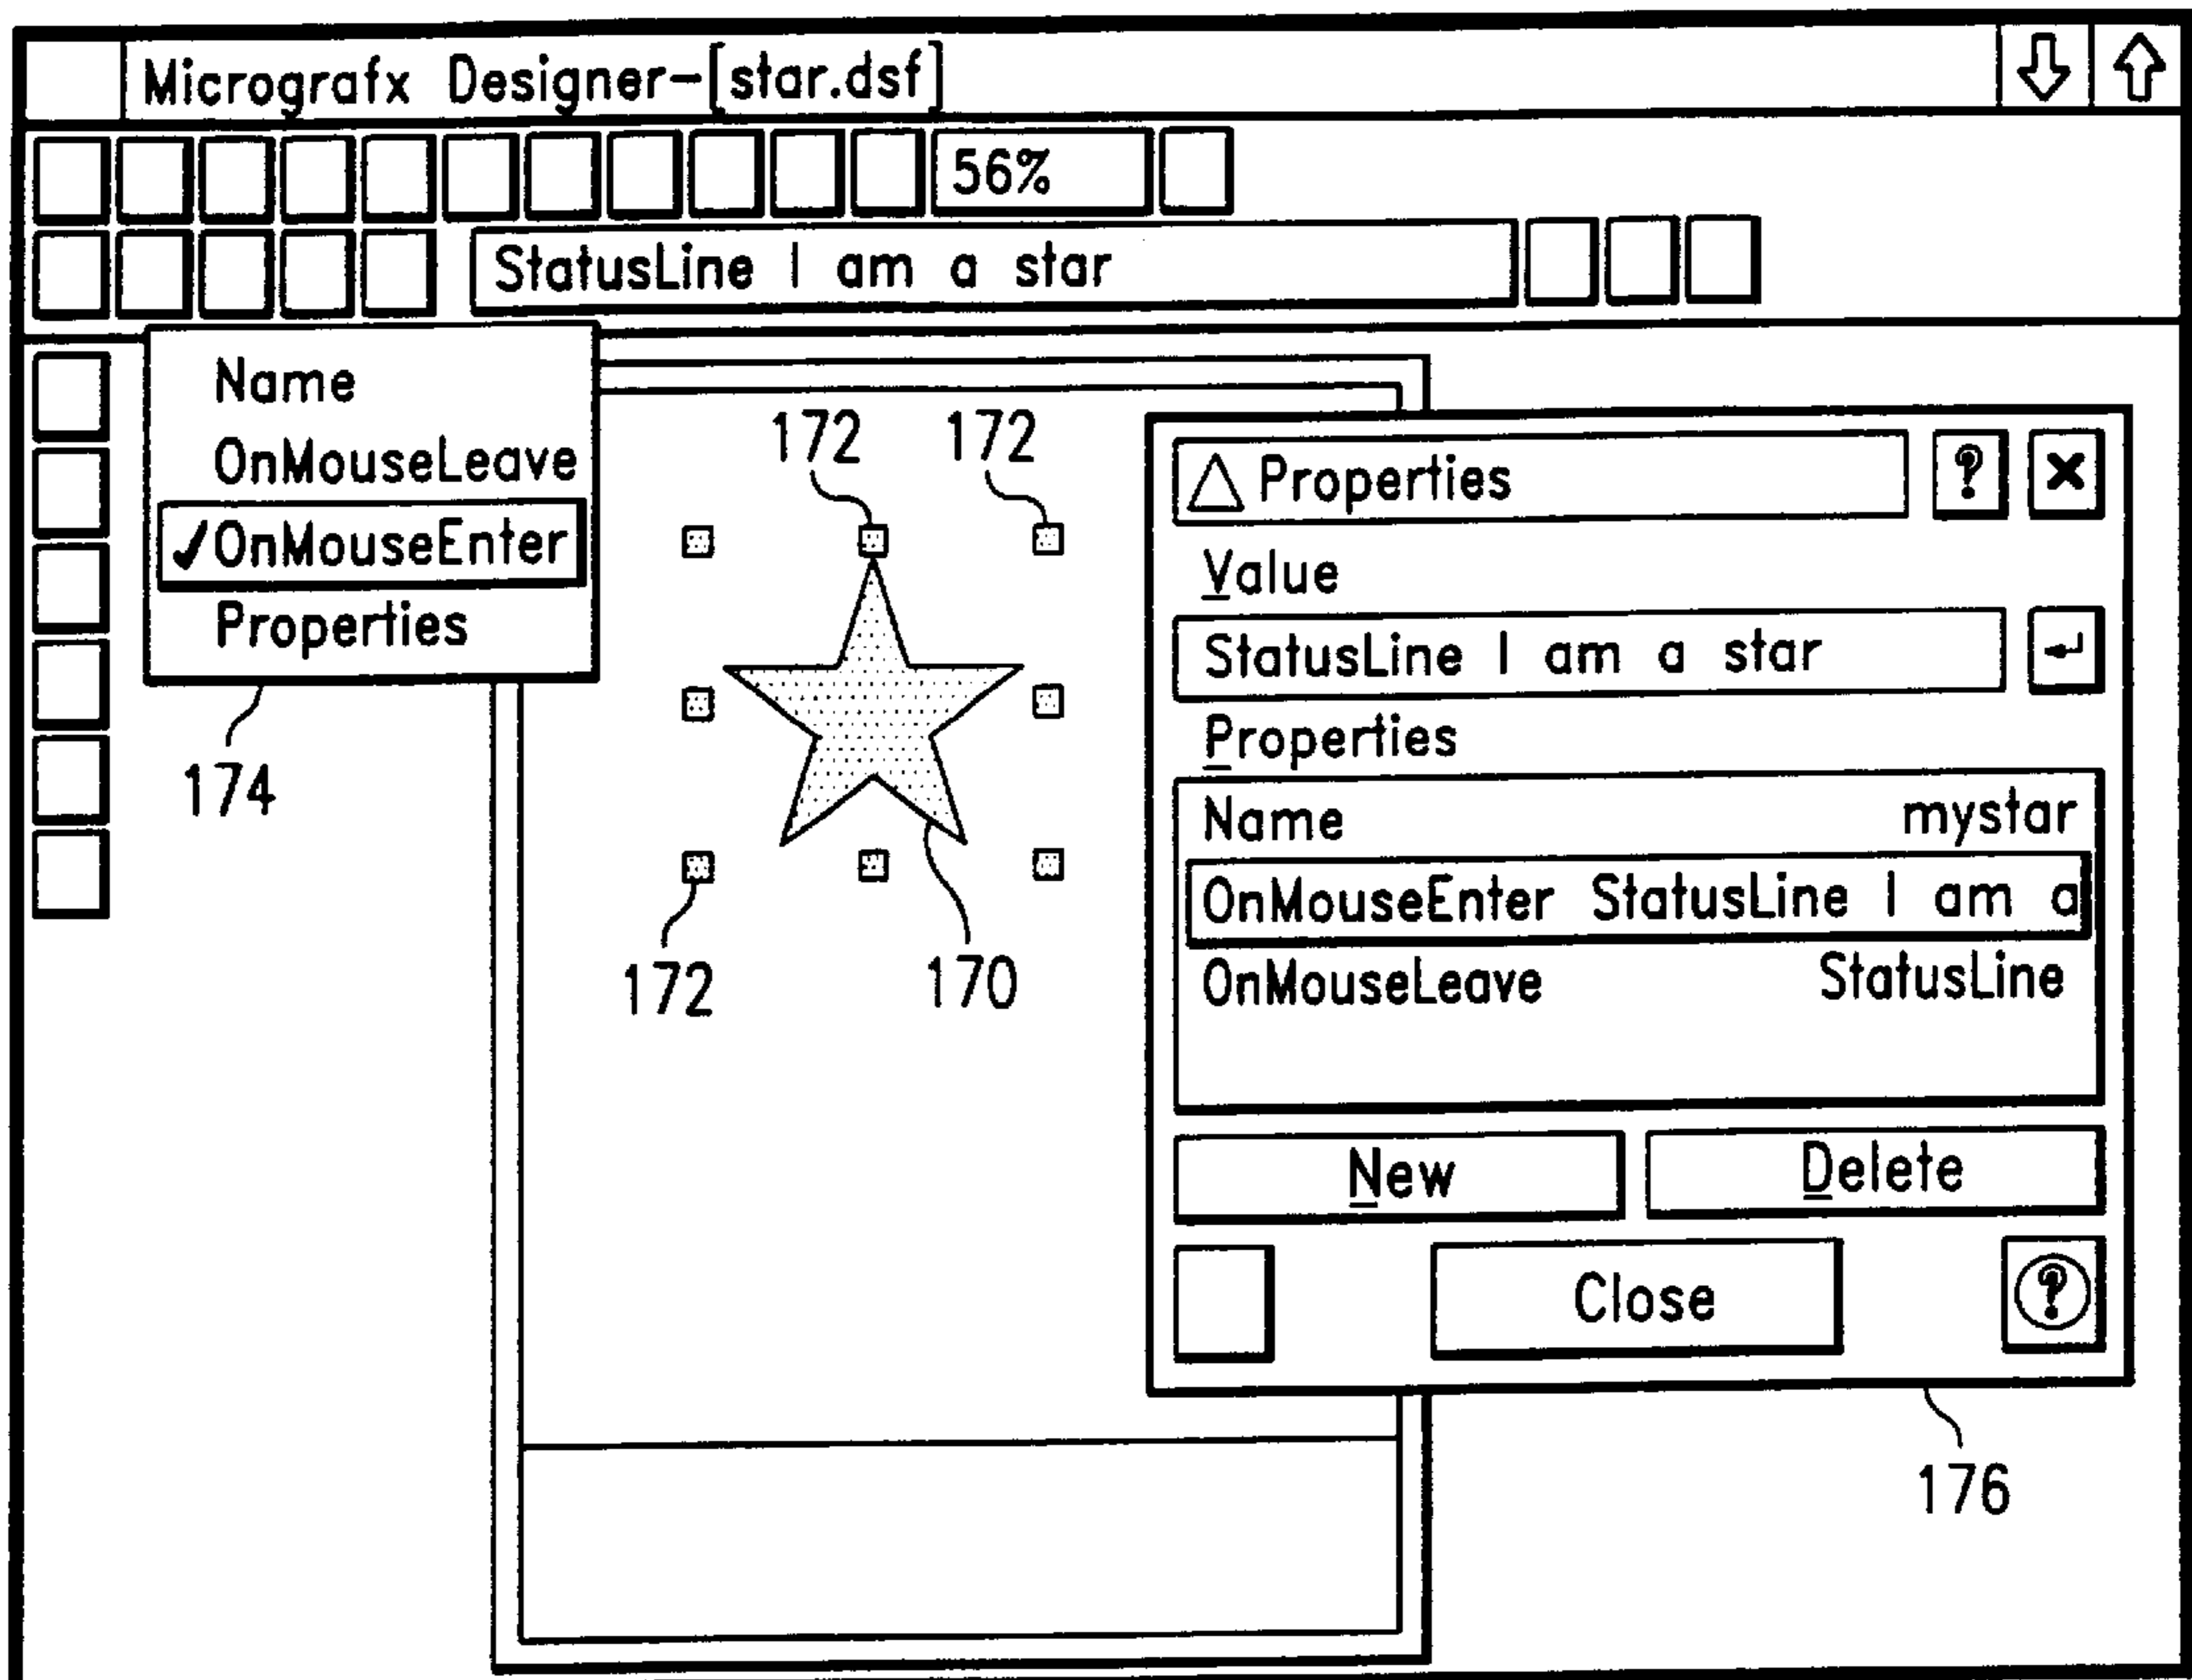 Micrografx Designer-[star.dsf]
56%
StatusLine I am a star
Name
OnMouseLeave
✓OnMouseEnter
Properties
174
172 172
172
170
Properties ? ×
Value
StatusLine I am a star
Properties
Name mystar
OnMouseEnter StatusLine I am a
OnMouseLeave StatusLine
New Delete
Close ?
176